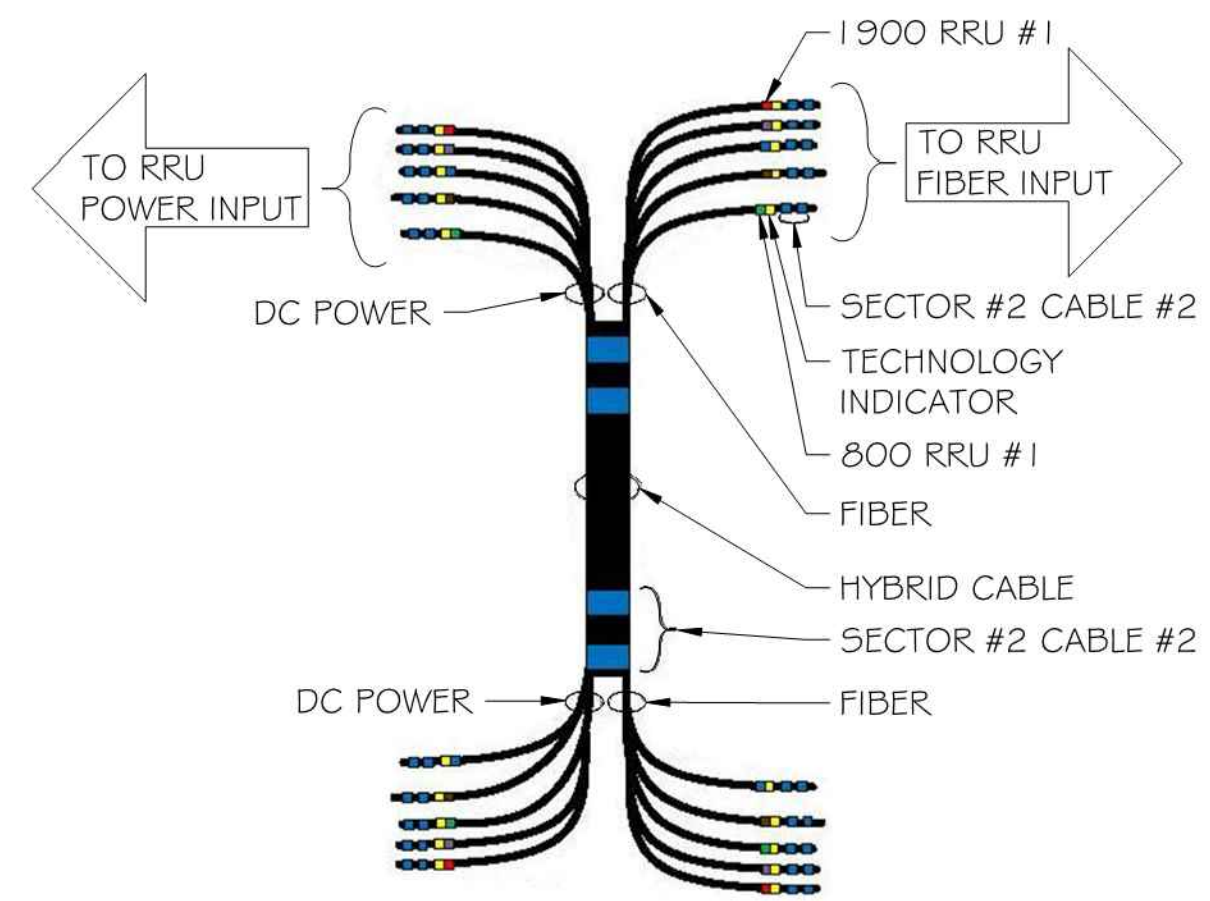 1900 RRU #1
TO RRU
POWER INPUT
TO RRU
FIBER INPUT
DC POWER
SECTOR #2 CABLE #2
TECHNOLOGY
INDICATOR
800 RRU #1
FIBER
HYBRID CABLE
SECTOR #2 CABLE #2
DC POWER
FIBER